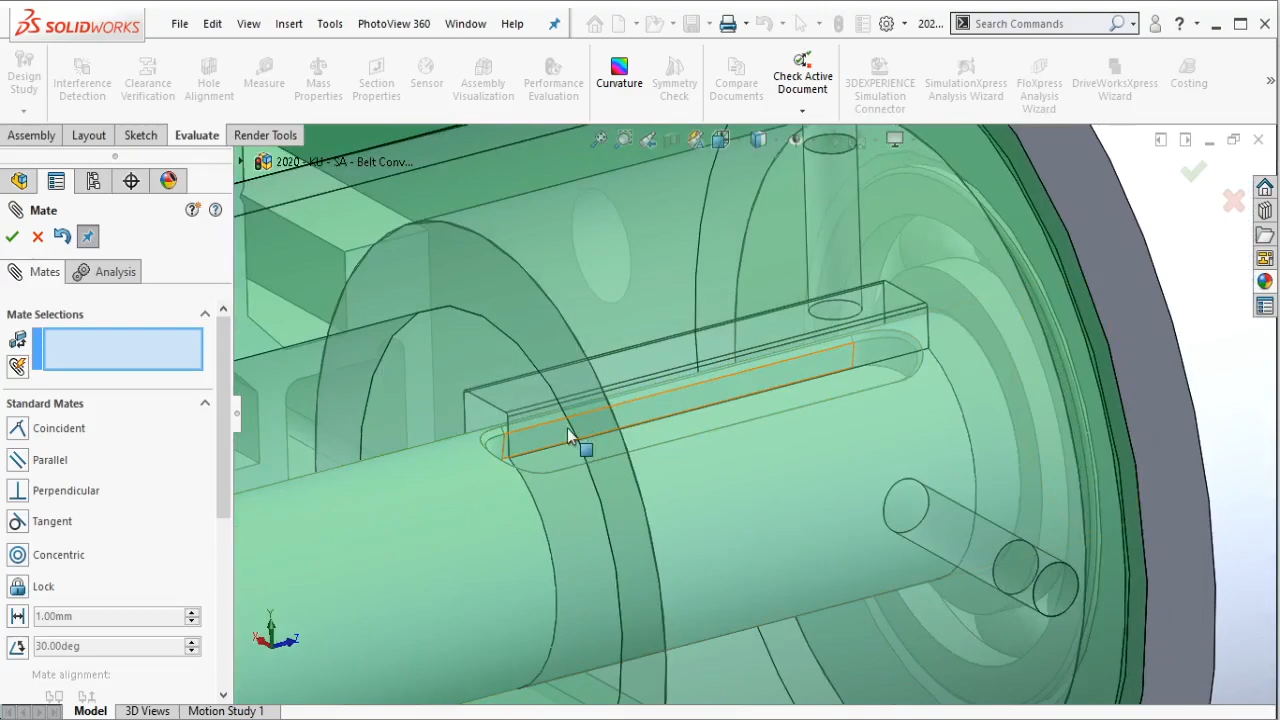 SOLIDWORKS
File Edit View Insert Tools PhotoView 360 Window Help
202...
Search Commands
Design Study
Interference Detection
Clearance Verification
Hole Alignment
Measure
Mass Properties
Section Properties
Sensor
Assembly Visualization
Performance Evaluation
Curvature
Symmetry Check
Compare Documents
Check Active Document
3DEXPERIENCE Simulation Connector
SimulationXpress Analysis Wizard
FloXpress Analysis Wizard
DriveWorksXpress Wizard
Costing
Assembly Layout Sketch Evaluate Render Tools
2020 - KU - SA - Belt Conv...
Mate
Mates Analysis
Mate Selections
Standard Mates
Coincident
Parallel
Perpendicular
Tangent
Concentric
Lock
1.00mm
30.00deg
Mate alignment:
Y
X
Z
Model 3D Views Motion Study 1